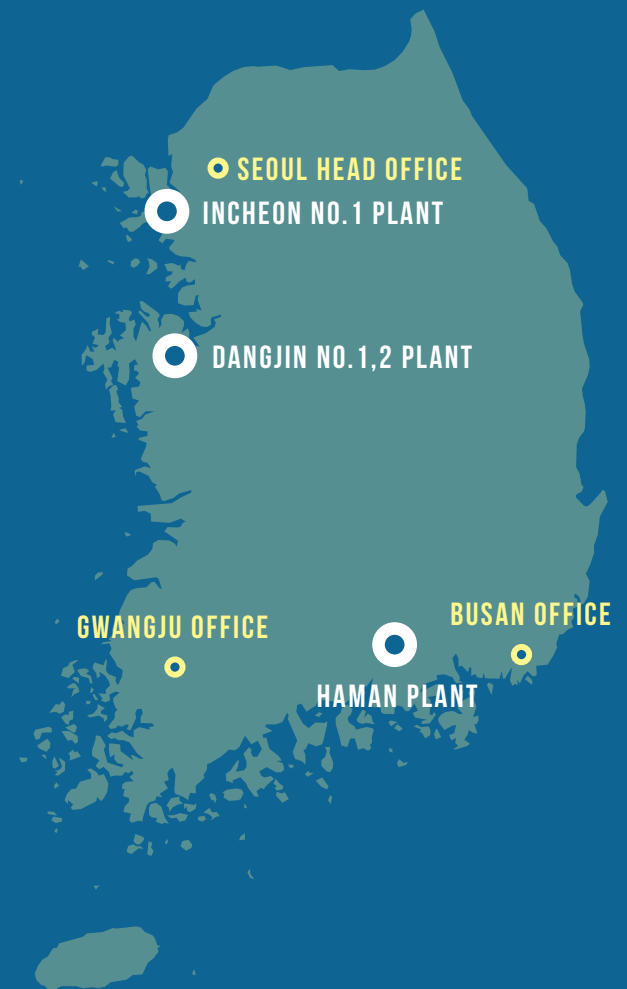 SEOUL HEAD OFFICE
INCHEON NO.1 PLANT
DANGJIN NO.1,2 PLANT
GWANGJU OFFICE
BUSAN OFFICE
HAMAN PLANT